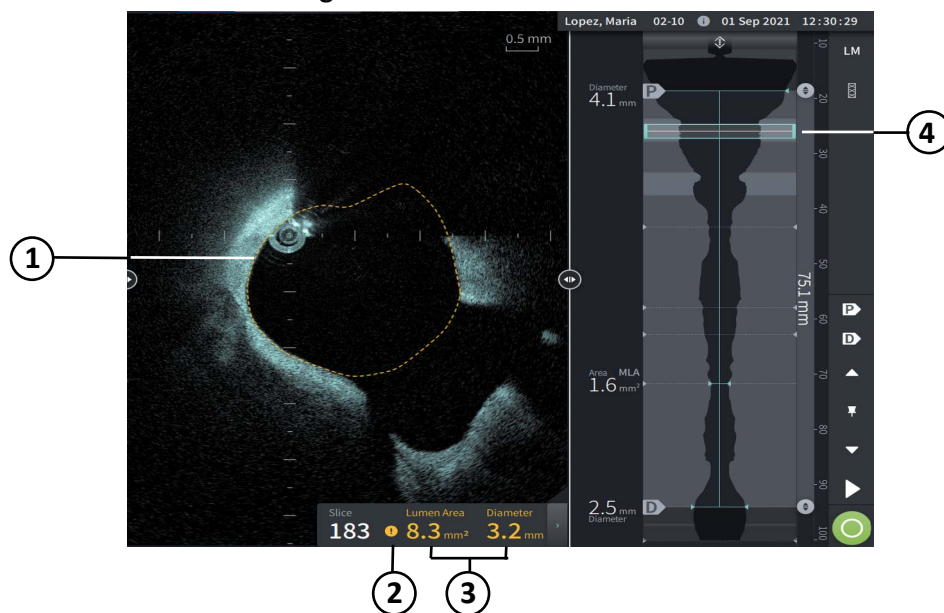 Lopez, Maria 02-10 01 Sep 2021 12:30:29
0.5 mm
1
2
3
4
Slice
183
Lumen Area
8.3 mm²
Diameter
3.2 mm
Diameter
4.1 mm
P
Area MLA
1.6 mm²
D
2.5 mm
Diameter
10
20
30
40
50
60
70
80
90
100
75.1 mm
LM
P
D